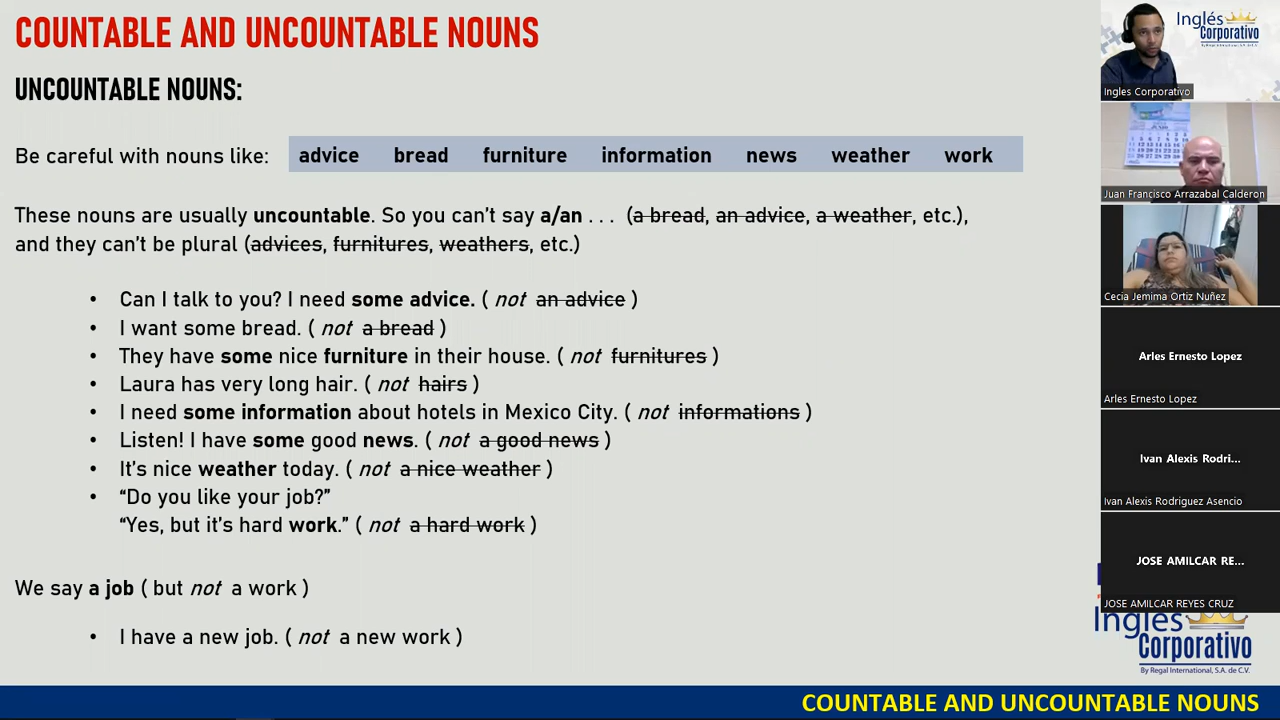 COUNTABLE AND UNCOUNTABLE NOUNS
UNCOUNTABLE NOUNS:
Be careful with nouns like: advice bread furniture information news weather work
These nouns are usually uncountable. So you can't say a/an . . . (a bread, an advice, a weather, etc.),
and they can't be plural (advices, furnitures, weathers, etc.)
• Can I talk to you? I need some advice. ( not an advice )
• I want some bread. ( not a bread )
• They have some nice furniture in their house. ( not furnitures )
• Laura has very long hair. ( not hairs )
• I need some information about hotels in Mexico City. ( not informations )
• Listen! I have some good news. ( not a good news )
• It's nice weather today. ( not a nice weather )
• "Do you like your job?"
"Yes, but it's hard work." ( not a hard work )
We say a job ( but not a work )
• I have a new job. ( not a new work )
COUNTABLE AND UNCOUNTABLE NOUNS
Inglés
Corporativo
By Regal International, S.A. de C.V.
Ingles Corporativo
Juan Francisco Arrazabal Calderon
Cecia Jemima Ortiz Nuñez
Arles Ernesto Lopez
Arles Ernesto Lopez
Ivan Alexis Rodri...
Ivan Alexis Rodriguez Asencio
JOSE AMILCAR RE...
JOSE AMILCAR REYES CRUZ
Inglés
Corporativo
By Regal International, S.A. de C.V.